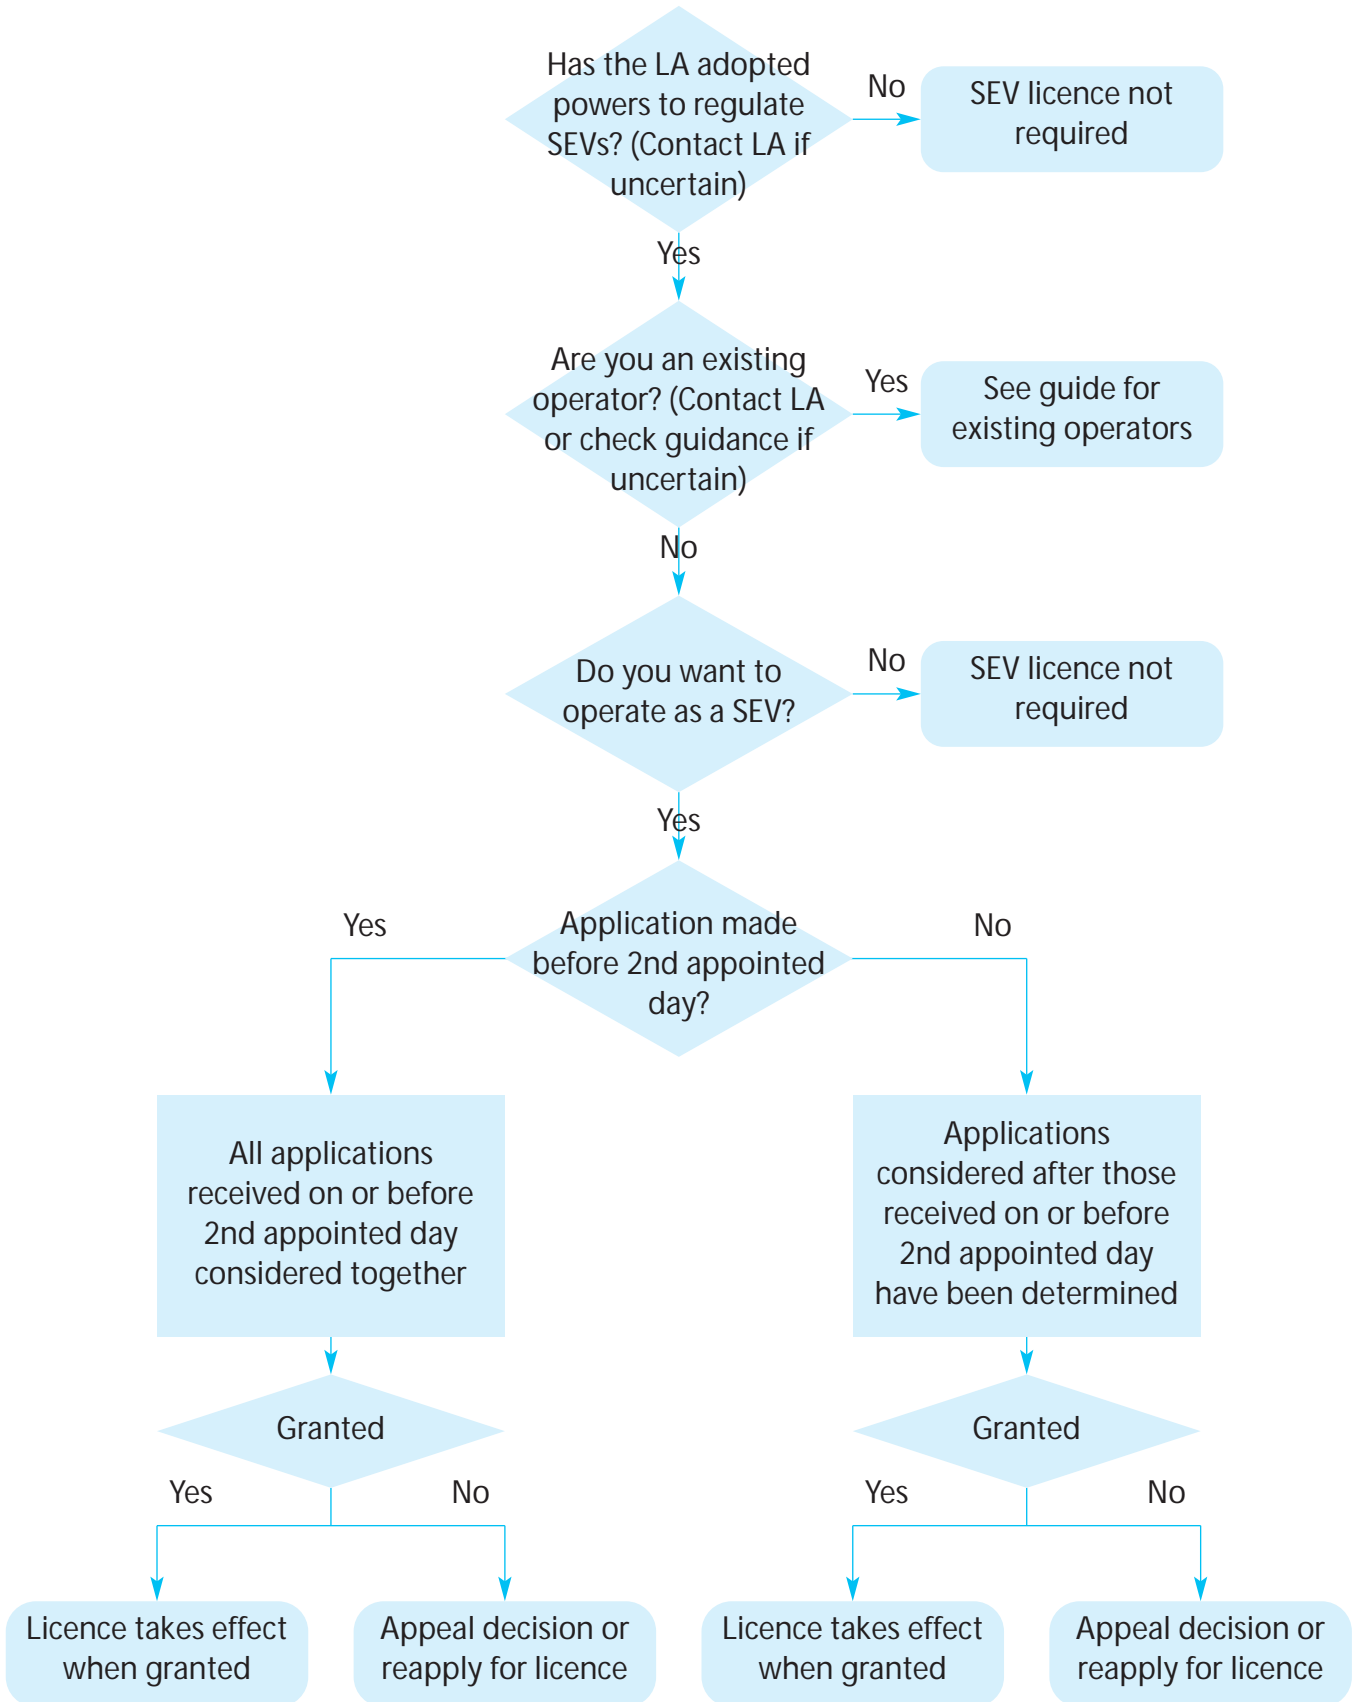 Has the LA adopted
powers to regulate
SEVs? (Contact LA if
uncertain)
No
SEV licence not
required
Yes
Are you an existing
operator? (Contact LA
or check guidance if
uncertain)
Yes
See guide for
existing operators
No
Do you want to
operate as a SEV?
No
SEV licence not
required
Yes
Application made
before 2nd appointed
day?
Yes
No
All applications
received on or before
2nd appointed day
considered together
Applications
considered after those
received on or before
2nd appointed day
have been determined
Granted
Yes
No
Granted
Yes
No
Licence takes effect
when granted
Appeal decision or
reapply for licence
Licence takes effect
when granted
Appeal decision or
reapply for licence